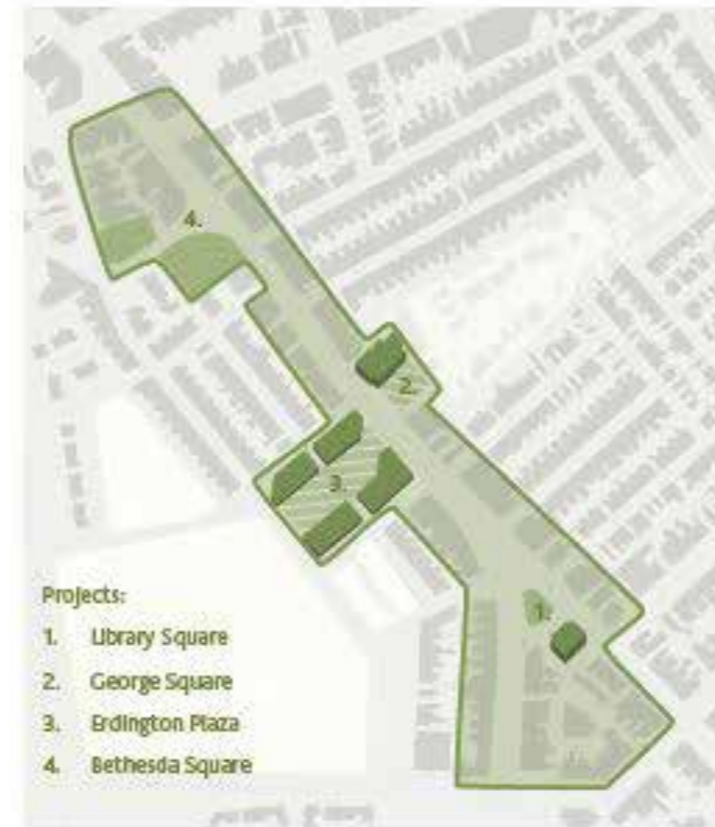 4.
2.
3.
1.
Projects:
1. Library Square
2. George Square
3. Erdington Plaza
4. Bethesda Square